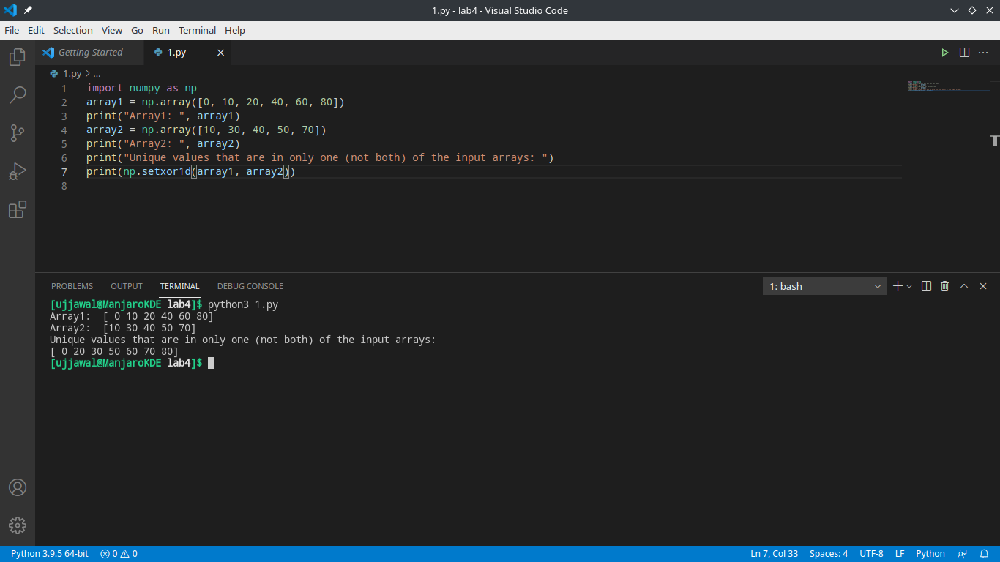 1.py - lab4 - Visual Studio Code
File Edit Selection View Go Run Terminal Help
Getting Started 1.py
1.py > ...
1 import numpy as np
2 array1 = np.array([0, 10, 20, 40, 60, 80])
3 print("Array1: ", array1)
4 array2 = np.array([10, 30, 40, 50, 70])
5 print("Array2: ", array2)
6 print("Unique values that are in only one (not both) of the input arrays: ")
7 print(np.setxor1d(array1, array2))
8
PROBLEMS OUTPUT TERMINAL DEBUG CONSOLE 1: bash
[ujjawal@ManjaroKDE lab4]$ python3 1.py
Array1:  [ 0 10 20 40 60 80]
Array2:  [10 30 40 50 70]
Unique values that are in only one (not both) of the input arrays:
[ 0 20 30 50 60 70 80]
[ujjawal@ManjaroKDE lab4]$
Python 3.9.5 64-bit 0 0 Ln 7, Col 33 Spaces: 4 UTF-8 LF Python